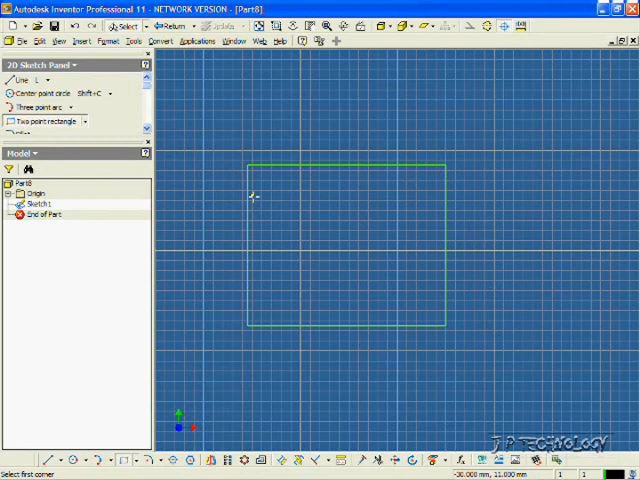 Autodesk Inventor Professional 11 - NETWORK VERSION - [Part8]
Select Return Update
File Edit View Insert Format Tools Convert Applications Window Web Help
2D Sketch Panel
Line L
Center point circle Shift+C
Three point arc
Two point rectangle
Model
Part8
Origin
Sketch1
End of Part
J P TECHNOLOGY
Select first corner -30.000 mm, 11.000 mm 1 1